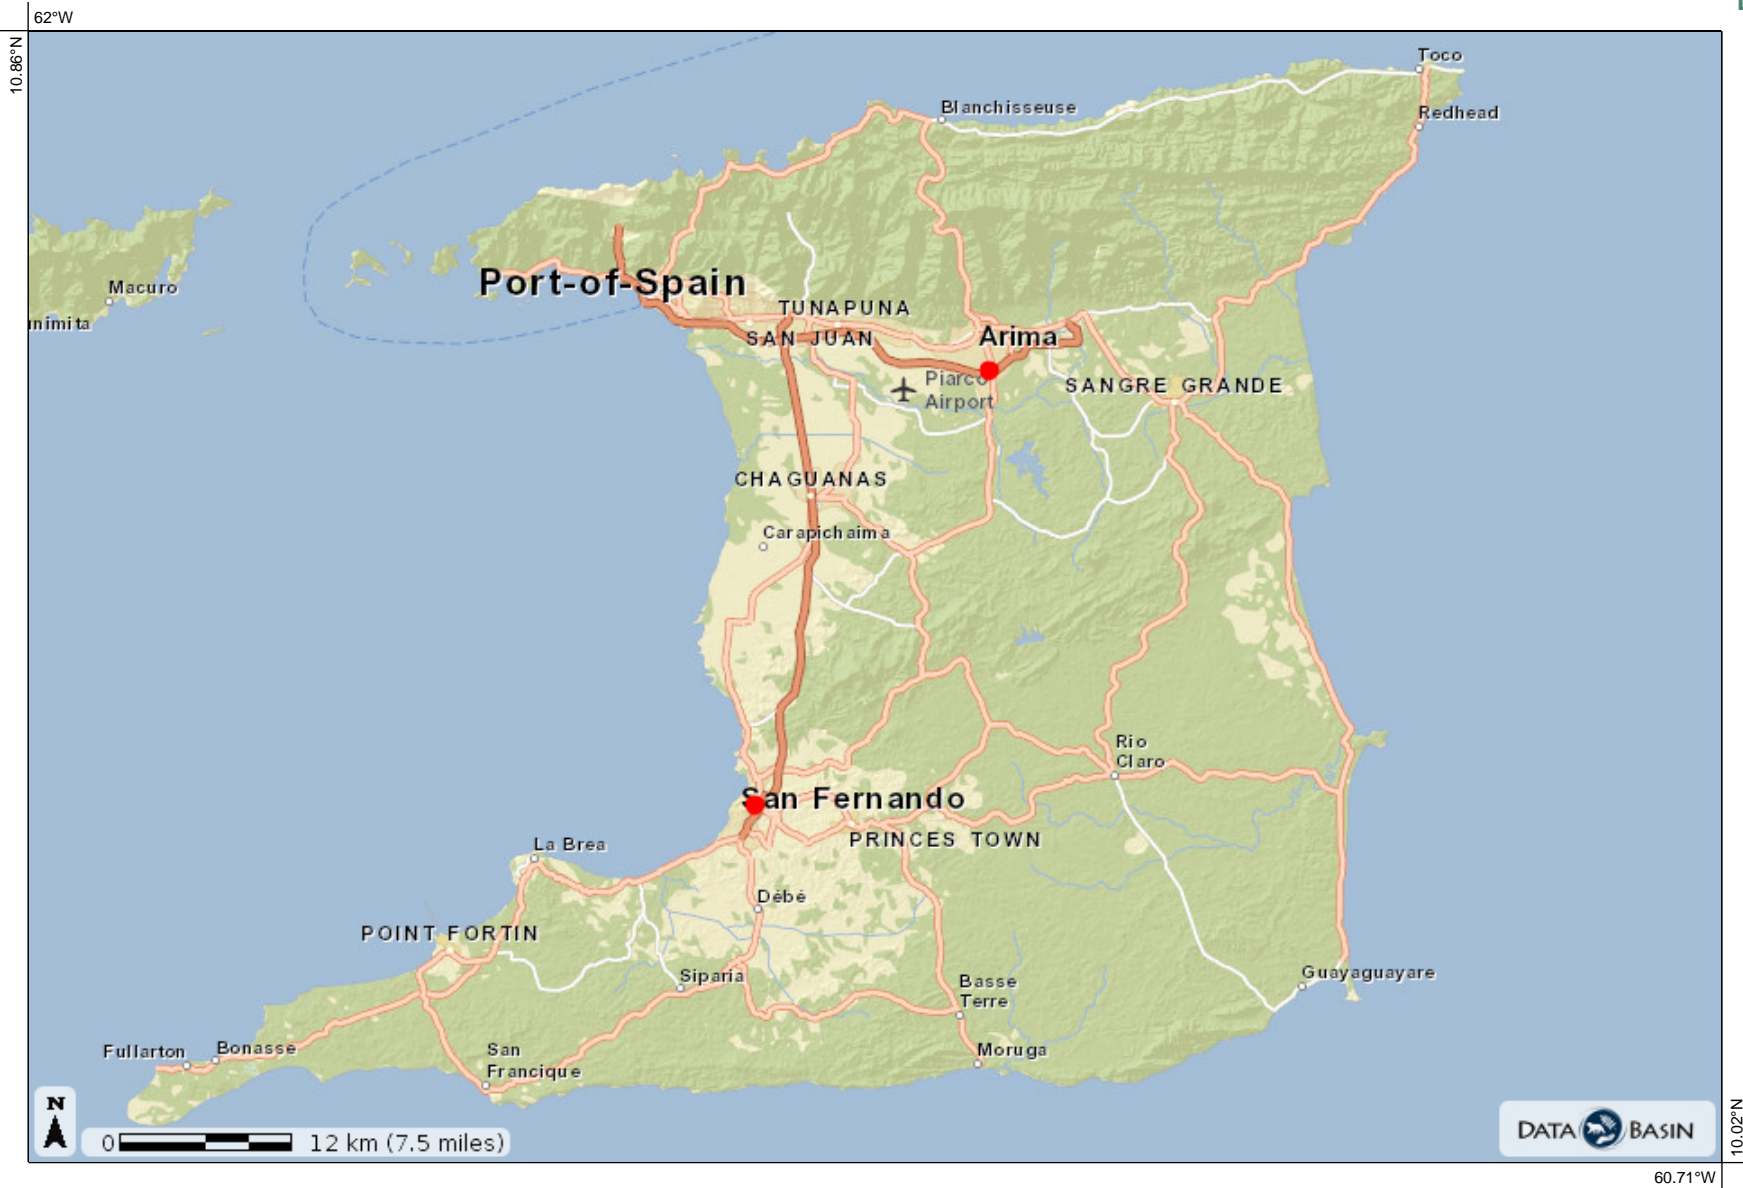 62°W
10.86°N
Toco
Blanchisseuse
Redhead
Macuro
nimita
Port-of-Spain
TUNAPUNA
SAN JUAN
Arima
Piarco
Airport
SANGRE GRANDE
CHAGUANAS
Carapichaima
Rio
Claro
San Fernando
PRINCES TOWN
La Brea
Débé
POINT FORTIN
Siparia
Basse
Terre
Guayaguayare
Fullarton
Bonasse
San
Francique
Moruga
N
0 12 km (7.5 miles)
DATA BASIN
10.02°N
60.71°W